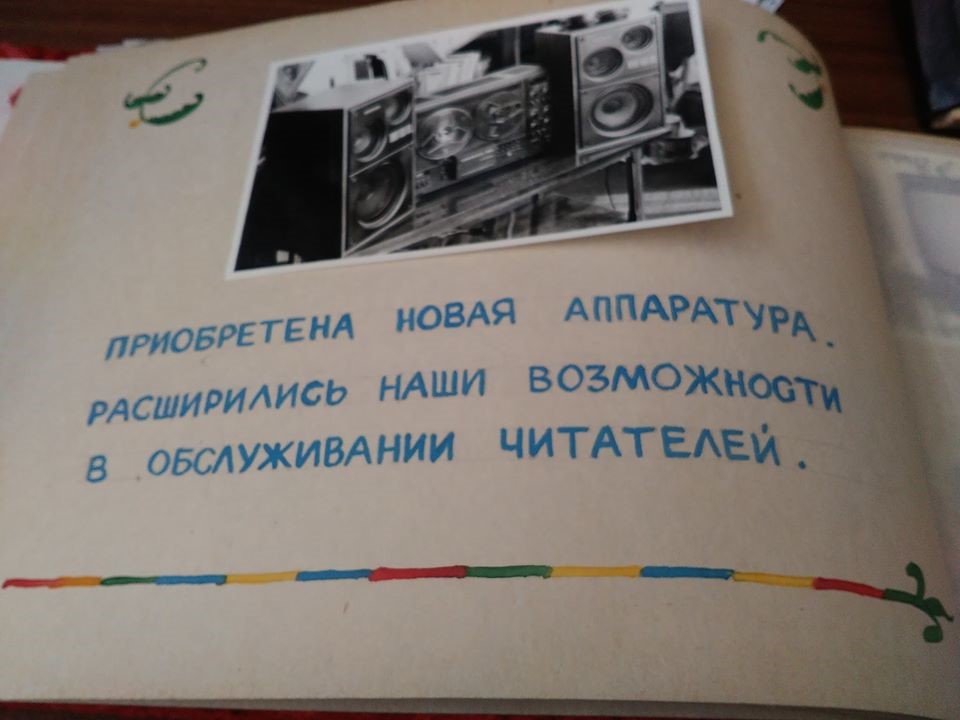 ПРИОБРЕТЕНА НОВАЯ АППАРАТУРА.
РАСШИРИЛИСЬ НАШИ ВОЗМОЖНОСТИ
В ОБСЛУЖИВАНИИ ЧИТАТЕЛЕЙ.